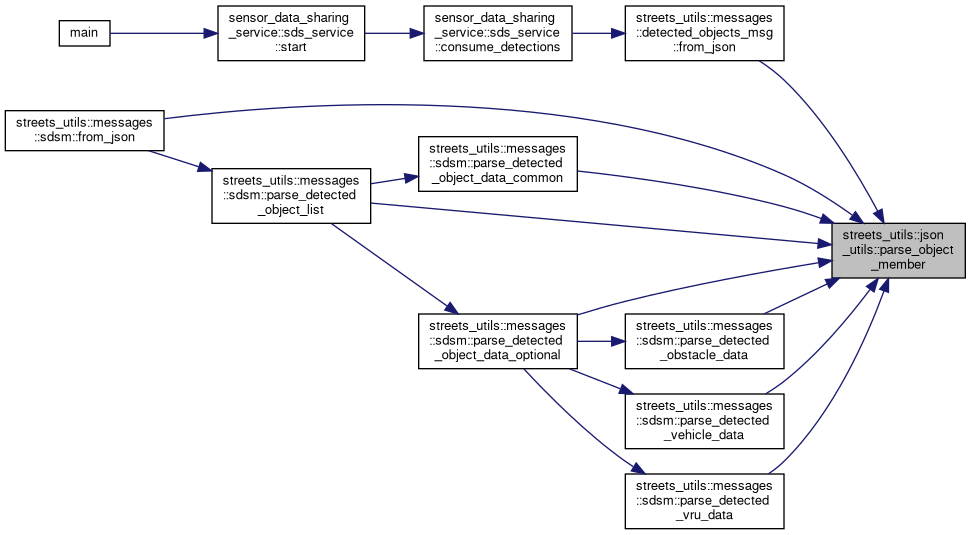 main
sensor_data_sharing
_service::sds_service
::start
sensor_data_sharing
_service::sds_service
::consume_detections
streets_utils::messages
::detected_objects_msg
::from_json
streets_utils::messages
::sdsm::from_json
streets_utils::messages
::sdsm::parse_detected
_object_data_common
streets_utils::messages
::sdsm::parse_detected
_object_list
streets_utils::json
_utils::parse_object
_member
streets_utils::messages
::sdsm::parse_detected
_object_data_optional
streets_utils::messages
::sdsm::parse_detected
_obstacle_data
streets_utils::messages
::sdsm::parse_detected
_vehicle_data
streets_utils::messages
::sdsm::parse_detected
_vru_data